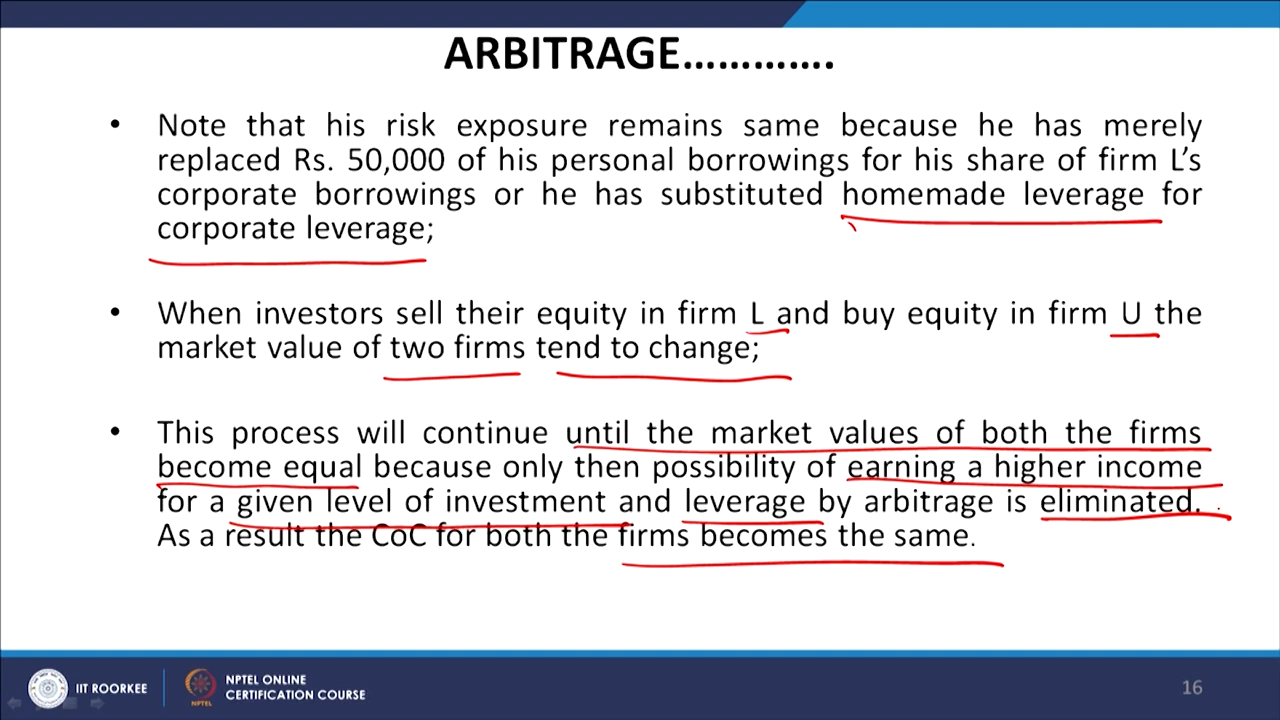 ARBITRAGE………….
• Note that his risk exposure remains same because he has merely
replaced Rs. 50,000 of his personal borrowings for his share of firm L’s
corporate borrowings or he has substituted homemade leverage for
corporate leverage;
• When investors sell their equity in firm L and buy equity in firm U the
market value of two firms tend to change;
• This process will continue until the market values of both the firms
become equal because only then possibility of earning a higher income
for a given level of investment and leverage by arbitrage is eliminated.
As a result the CoC for both the firms becomes the same.
IIT ROORKEE
NPTEL
NPTEL ONLINE
CERTIFICATION COURSE
16